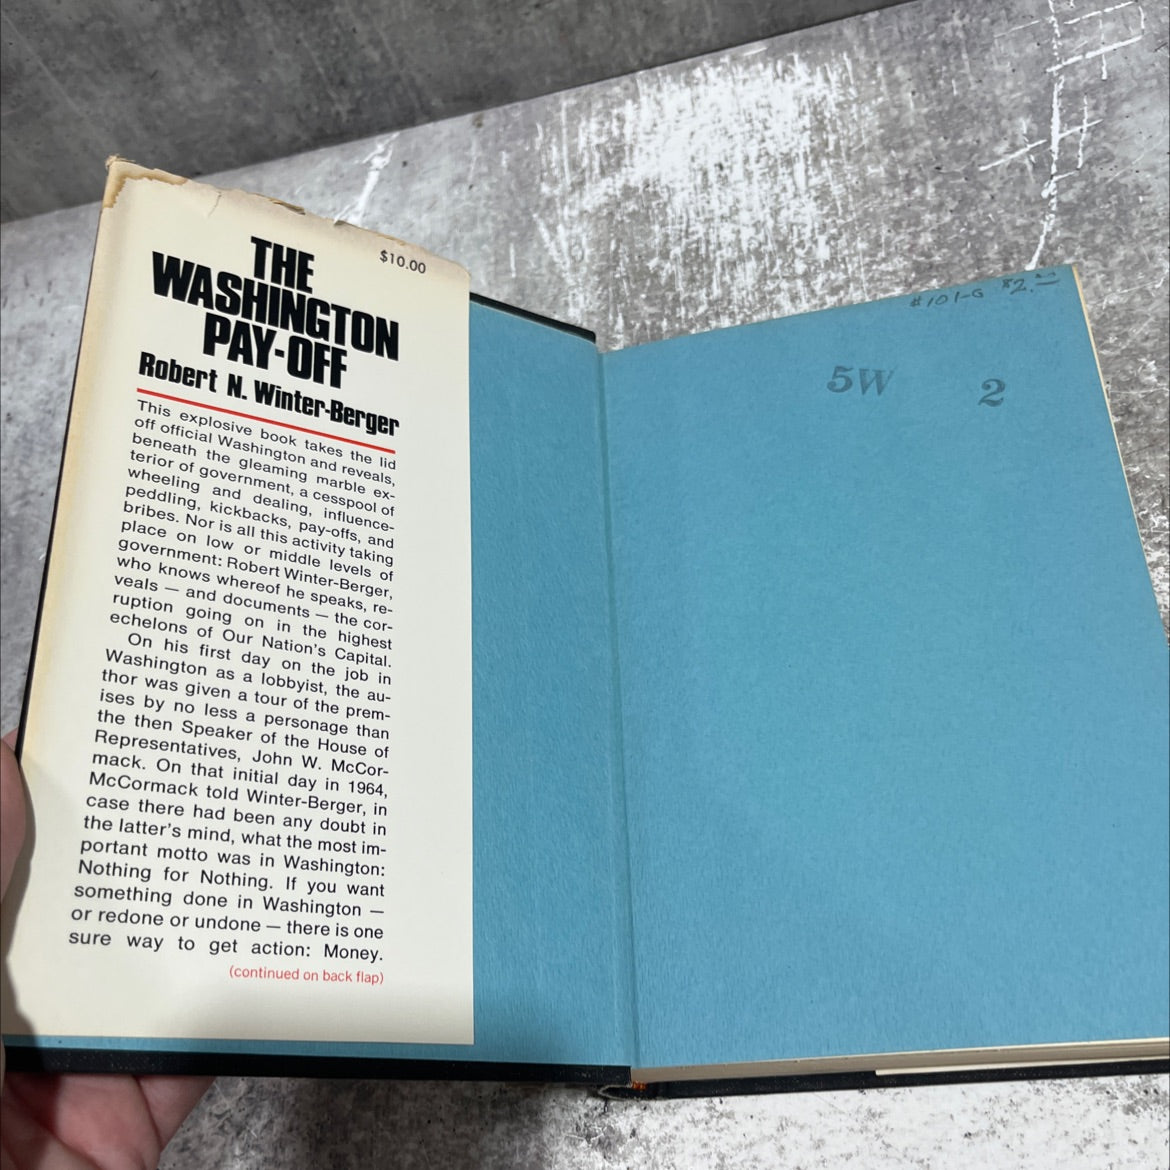 THE
WASHINGTON
PAY-OFF
$10.00
Robert N. Winter-Berger
This explosive book takes the lid
off official Washington and reveals,
beneath the gleaming marble ex-
terior of government, a cesspool of
wheeling and dealing, influence-
peddling, kickbacks, pay-offs, and
bribes. Nor is all this activity taking
place on low or middle levels of
government: Robert Winter-Berger,
who knows whereof he speaks, re-
veals — and documents — the cor-
ruption going on in the highest
echelons of Our Nation's Capital.
On his first day on the job in
Washington as a lobbyist, the au-
thor was given a tour of the prem-
ises by no less a personage than
the then Speaker of the House of
Representatives, John W. McCor-
mack. On that initial day in 1964,
McCormack told Winter-Berger, in
case there had been any doubt in
the latter's mind, what the most im-
portant motto was in Washington:
Nothing for Nothing. If you want
something done in Washington —
or redone or undone — there is one
sure way to get action: Money.
(continued on back flap)
#101-G $2.00
5W 2